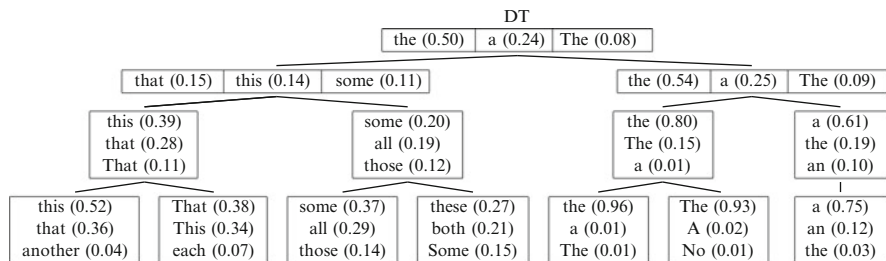 DT
the (0.50) a (0.24) The (0.08)
that (0.15) this (0.14) some (0.11) the (0.54) a (0.25) The (0.09)
this (0.39) some (0.20) the (0.80) a (0.61)
that (0.28) all (0.19) The (0.15) the (0.19)
That (0.11) those (0.12) a (0.01) an (0.10)
this (0.52) That (0.38) some (0.37) these (0.27) the (0.96) The (0.93) a (0.75)
that (0.36) This (0.34) all (0.29) both (0.21) a (0.01) A (0.02) an (0.12)
another (0.04) each (0.07) those (0.14) Some (0.15) The (0.01) No (0.01) the (0.03)